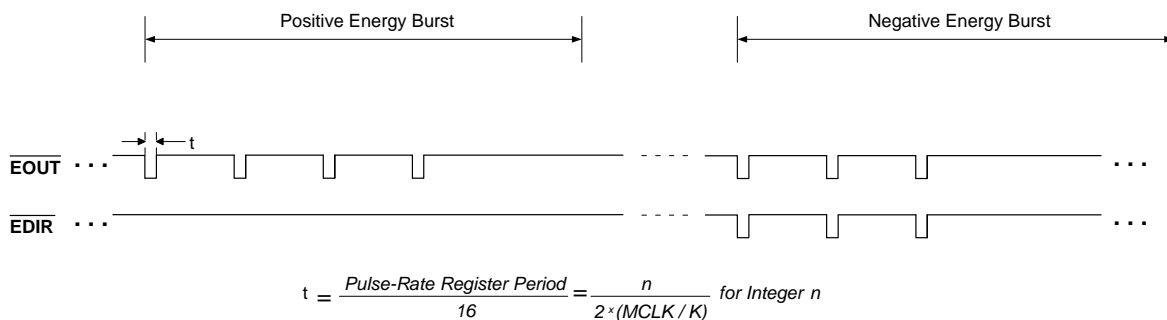 Positive Energy Burst
Negative Energy Burst
t
EOUT ... ...
EDIR ... ...
t = Pulse-Rate Register Period / 16 = n / 2 x (MCLK / K) for Integer n